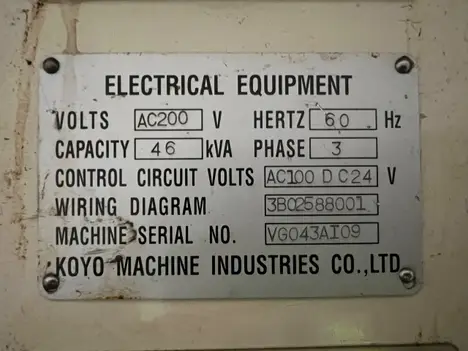 ELECTRICAL EQUIPMENT
VOLTS AC200 V HERTZ 60 Hz
CAPACITY 46 kVA PHASE 3
CONTROL CIRCUIT VOLTS AC100 DC24 V
WIRING DIAGRAM 3B02588001
MACHINE SERIAL NO. VG043AI09
KOYO MACHINE INDUSTRIES CO.,LTD